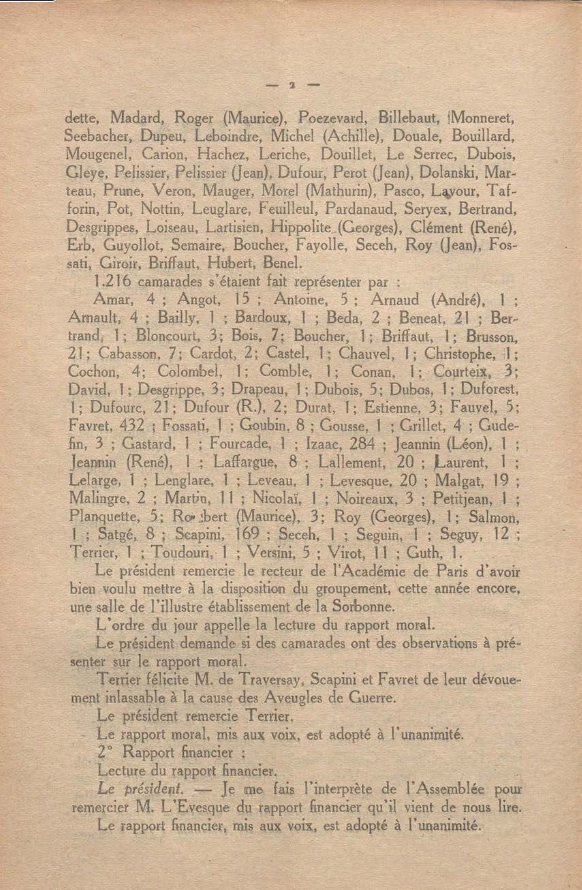 — 2 —
dette, Madard, Roger (Maurice), Poezevard, Billebaut, Monneret,
Seebacher, Dupeu, Leboindre, Michel (Achille), Douale, Bouillard,
Mougenel, Carion, Hachez, Leriche, Douillet, Le Serrec, Dubois,
Gleye, Pelissier, Pelissier (Jean), Dufour, Perot (Jean), Dolanski, Mar-
teau, Prune, Veron, Mauger, Morel (Mathurin), Pasco, Layour, Taf-
forin, Pot, Nottin, Leuglare, Feuilleul, Pardanaud, Seryex, Bertrand,
Desgrippes, Loiseau, Lartisien, Hippolite (Georges), Clément (René),
Erb, Guyollot, Semaire, Boucher, Fayolle, Seceh, Roy (Jean), Fos-
sati, Giroir, Briffaut, Hubert, Benel.
1.216 camarades s'étaient fait représenter par :
Amar, 4 ; Angot, 15 ; Antoine, 5 ; Arnaud (André), 1 ;
Arnault, 4 ; Bailly, 1 ; Bardoux, 1 ; Beda, 2 ; Beneat, 21 ; Ber-
trand, 1; Bloncourt, 3; Bois, 7; Boucher, 1; Briffaut, 1; Brusson,
21; Cabasson, 7; Cardot, 2; Castel, 1; Chauvel, 1; Christophe, 1;
Cochon, 4; Colombel, 1; Comble, 1; Conan, 1; Courteix, 3;
David, 1; Desgrippe, 3; Drapeau, 1; Dubois, 5; Dubos, 1; Duforest,
1; Dufourc, 21; Dufour (R.), 2; Durat, 1; Estienne, 3; Fauvel, 5;
Favret, 432 ; Fossati, 1 ; Goubin, 8 ; Gousse, 1 ; Grillet, 4 ; Gude-
fin, 3 ; Gastard, 1 ; Fourcade, 1 ; Izaac, 284 ; Jeannin (Léon), 1 ;
Jeannin (René), 1 ; Laffargue, 8 ; Lallement, 20 ; Laurent, 1 ;
Lelarge, 1 ; Lenglare, 1 ; Leveau, 1 ; Levesque, 20 ; Malgat, 19 ;
Malingre, 2 ; Martin, 11 ; Nicolaï, 1 ; Noireaux, 3 ; Petitjean, 1 ;
Planquette, 5; Robert (Maurice), 3; Roy (Georges), 1; Salmon,
1 ; Satgé, 8 ; Scapini, 169 ; Seceh, 1 ; Seguin, 1 ; Seguy, 12 ;
Terrier, 1 ; Toudouri, 1 ; Versini, 5 ; Virot, 11 ; Guth, 1.
Le président remercie le recteur de l'Académie de Paris d'avoir
bien voulu mettre à la disposition du groupement, cette année encore,
une salle de l'illustre établissement de la Sorbonne.
L'ordre du jour appelle la lecture du rapport moral.
Le président demande si des camarades ont des observations à pré-
senter sur le rapport moral.
Terrier félicite M. de Traversay, Scapini et Favret de leur dévoue-
ment inlassable à la cause des Aveugles de Guerre.
Le président remercie Terrier.
Le rapport moral, mis aux voix, est adopté à l'unanimité.
2° Rapport financier :
Lecture du rapport financier.
Le président. — Je me fais l'interprète de l'Assemblée pour
remercier M. L'Evesque du rapport financier qu'il vient de nous lire.
Le rapport financier, mis aux voix, est adopté à l'unanimité.